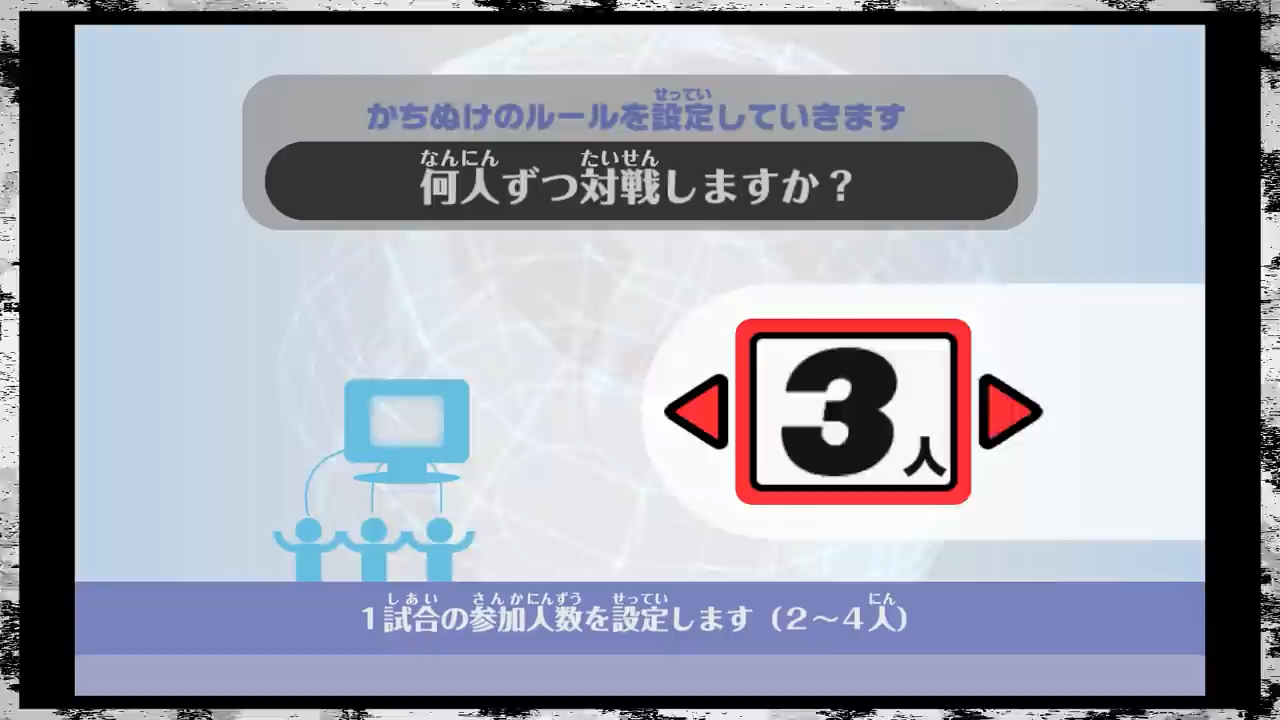 かちぬけのルールを設定していきます
何人ずつ対戦しますか？
3人
1試合の参加人数を設定します（2～4人）